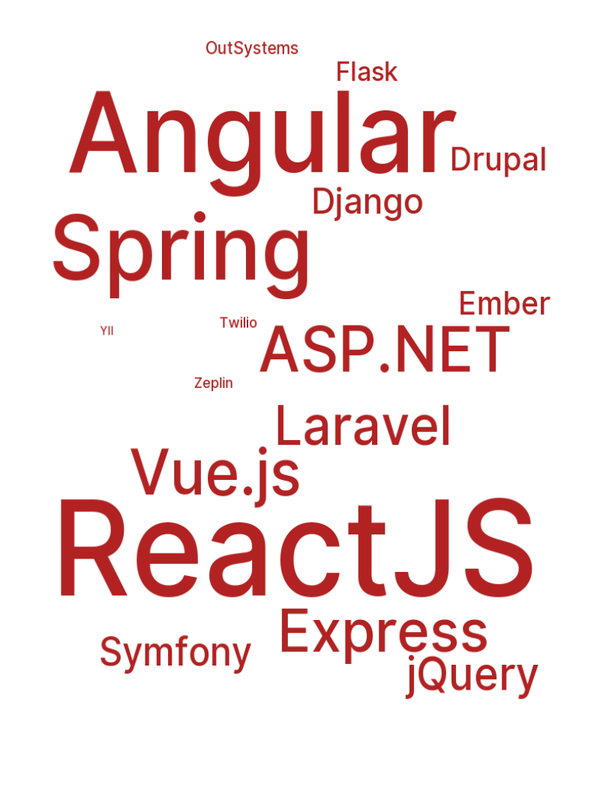 OutSystems
Flask
Angular
Drupal
Django
Spring
Ember
Twilio
YII
ASP.NET
Zeplin
Laravel
Vue.js
ReactJS
Express
Symfony
jQuery